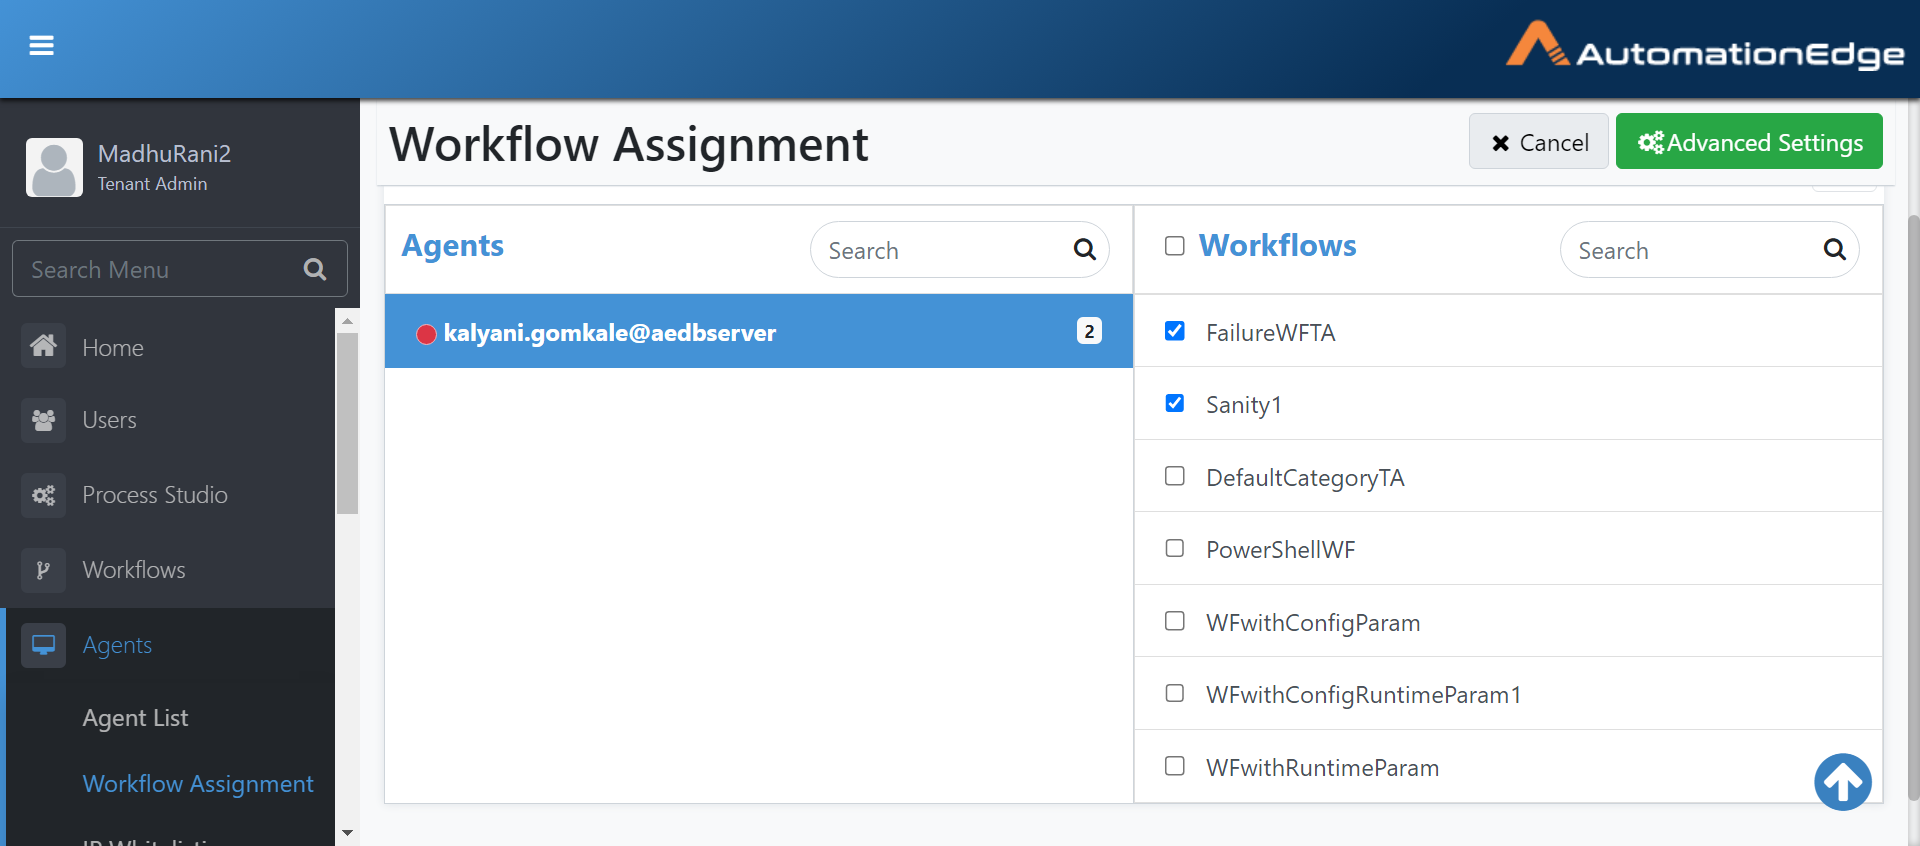 AutomationEdge
MadhuRani2
Tenant Admin
Search Menu
Home
Users
Process Studio
Workflows
Agents
Agent List
Workflow Assignment
Workflow Assignment
Cancel
Advanced Settings
Agents
Search
kalyani.gomkale@aedbserver
2
Workflows
Search
FailureWFTA
Sanity1
DefaultCategoryTA
PowerShellWF
WFwithConfigParam
WFwithConfigRuntimeParam1
WFwithRuntimeParam